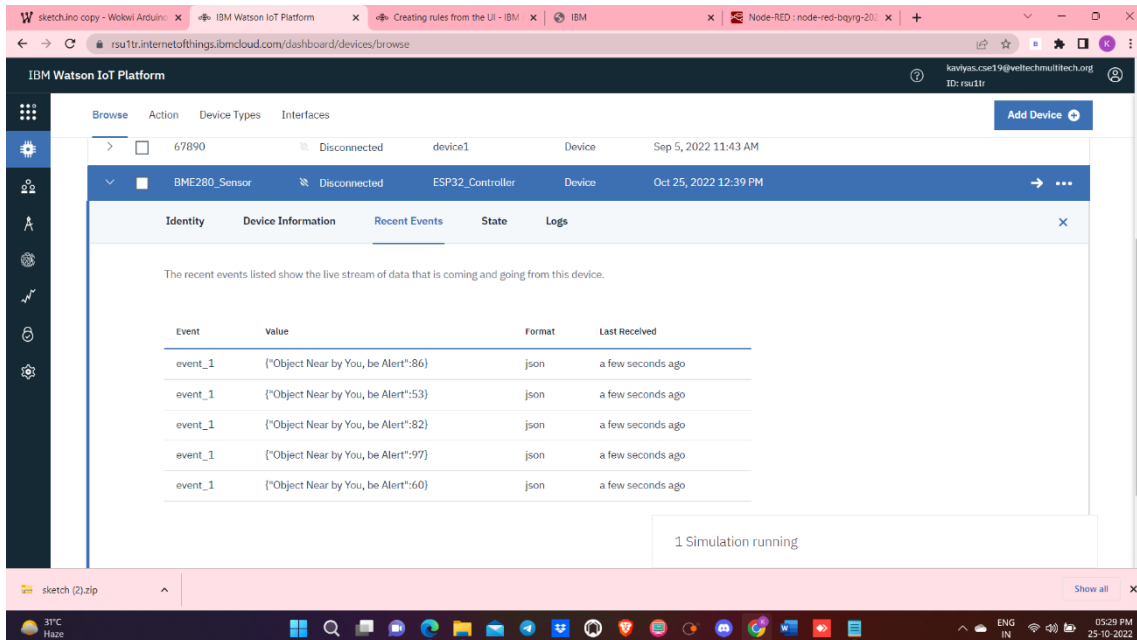 sketch.ino copy - Wokwi Arduino
IBM Watson IoT Platform
Creating rules from the UI - IBM
IBM
Node-RED : node-red-bqyrg-202
rsu1tr.internetofthings.ibmcloud.com/dashboard/devices/browse
B
K
IBM Watson IoT Platform
kaviyas.cse19@veltechmultitech.org
ID: rsu1tr
Browse Action Device Types Interfaces
Add Device
67890 Disconnected device1 Device Sep 5, 2022 11:43 AM
BME280_Sensor Disconnected ESP32_Controller Device Oct 25, 2022 12:39 PM
Identity Device Information Recent Events State Logs
The recent events listed show the live stream of data that is coming and going from this device.
Event Value Format Last Received
event_1 {"Object Near by You, be Alert":86} json a few seconds ago
event_1 {"Object Near by You, be Alert":53} json a few seconds ago
event_1 {"Object Near by You, be Alert":82} json a few seconds ago
event_1 {"Object Near by You, be Alert":97} json a few seconds ago
event_1 {"Object Near by You, be Alert":60} json a few seconds ago
1 Simulation running
sketch (2).zip
Show all
31°C
Haze
ENG
IN
05:29 PM